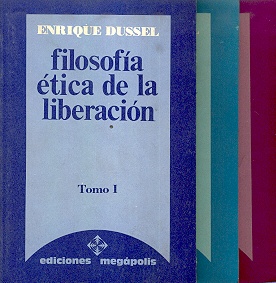 ENRIQUE DUSSEL
filosofía
ética de la
liberación
Tomo I
ediciones megápolis